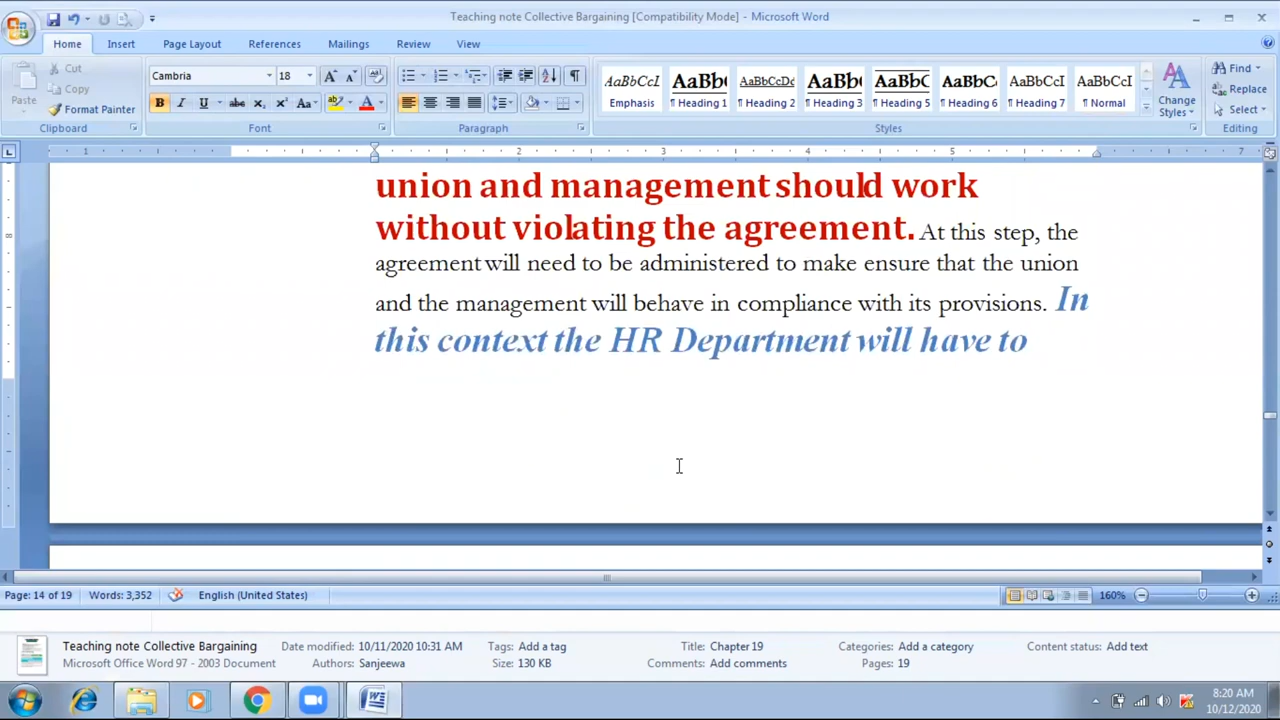 Teaching note Collective Bargaining [Compatibility Mode] - Microsoft Word
Home Insert Page Layout References Mailings Review View
Cut
Copy
Format Painter
Paste
Clipboard
Cambria 18
Font
Paragraph
AaBbCcI AaBb( AaBbCcDd AaBb( AaBbC AaBbC AaBbCcI AaBbCcI
Emphasis ¶ Heading 1 ¶ Heading 2 ¶ Heading 3 ¶ Heading 5 ¶ Heading 6 ¶ Heading 7 ¶ Normal
Styles
Change
Styles
Find
Replace
Select
Editing
1 2 3 4 5 7
union and management should work
without violating the agreement. At this step, the
agreement will need to be administered to make ensure that the union
and the management will behave in compliance with its provisions. In
this context the HR Department will have to
Page: 14 of 19 Words: 3,352 English (United States) 160%
Teaching note Collective Bargaining Date modified: 10/11/2020 10:31 AM Tags: Add a tag Title: Chapter 19 Categories: Add a category Content status: Add text
Microsoft Office Word 97 - 2003 Document Authors: Sanjeewa Size: 130 KB Comments: Add comments Pages: 19
8:20 AM
10/12/2020